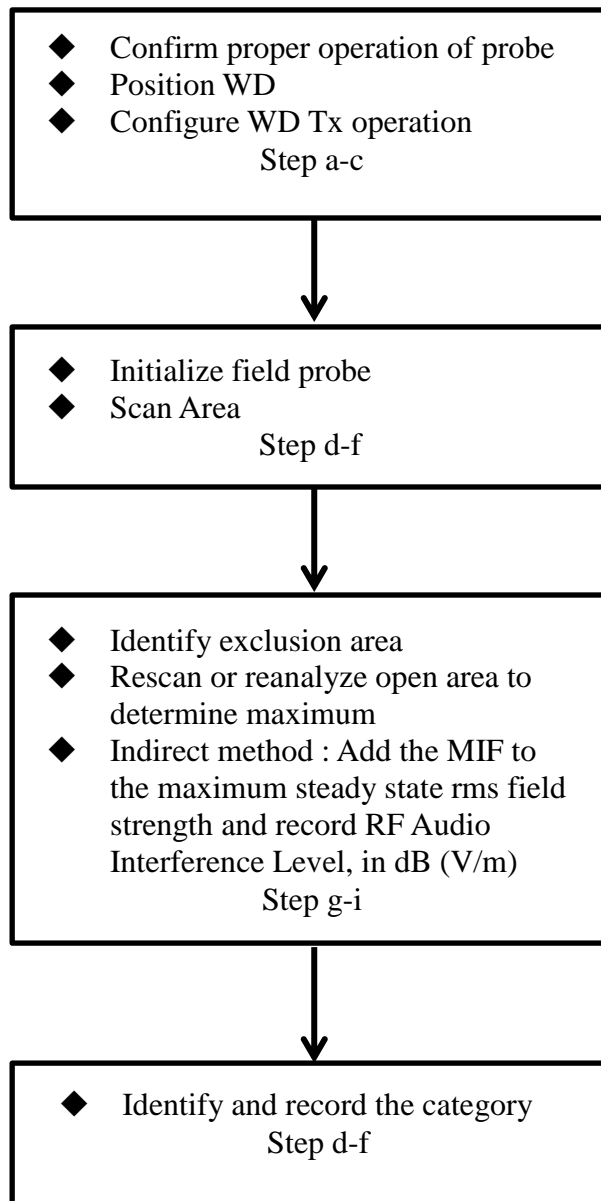 ◆ Confirm proper operation of probe
◆ Position WD
◆ Configure WD Tx operation
Step a-c
◆ Initialize field probe
◆ Scan Area
Step d-f
◆ Identify exclusion area
◆ Rescan or reanalyze open area to
determine maximum
◆ Indirect method : Add the MIF to
the maximum steady state rms field
strength and record RF Audio
Interference Level, in dB (V/m)
Step g-i
◆ Identify and record the category
Step d-f